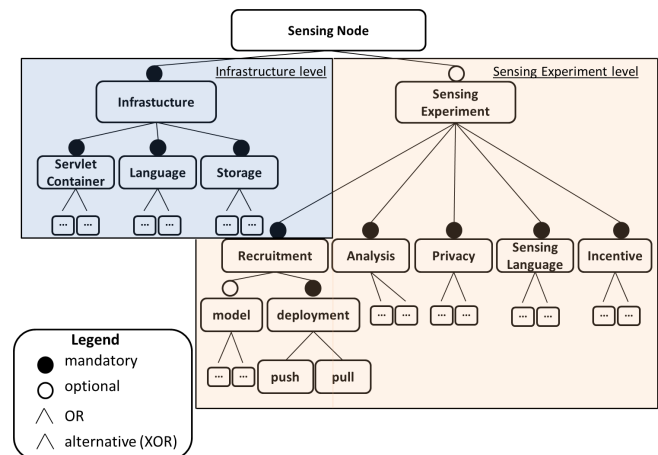 Sensing Node
Infrastructure level
Sensing Experiment level
Infrastucture
Sensing
Experiment
Servlet
Container
Language
Storage
... ...
... ...
... ...
Recruitment
Analysis
Privacy
Sensing
Language
Incentive
model
deployment
... ...
... ...
... ...
... ...
... ...
push
pull
Legend
mandatory
optional
OR
alternative (XOR)